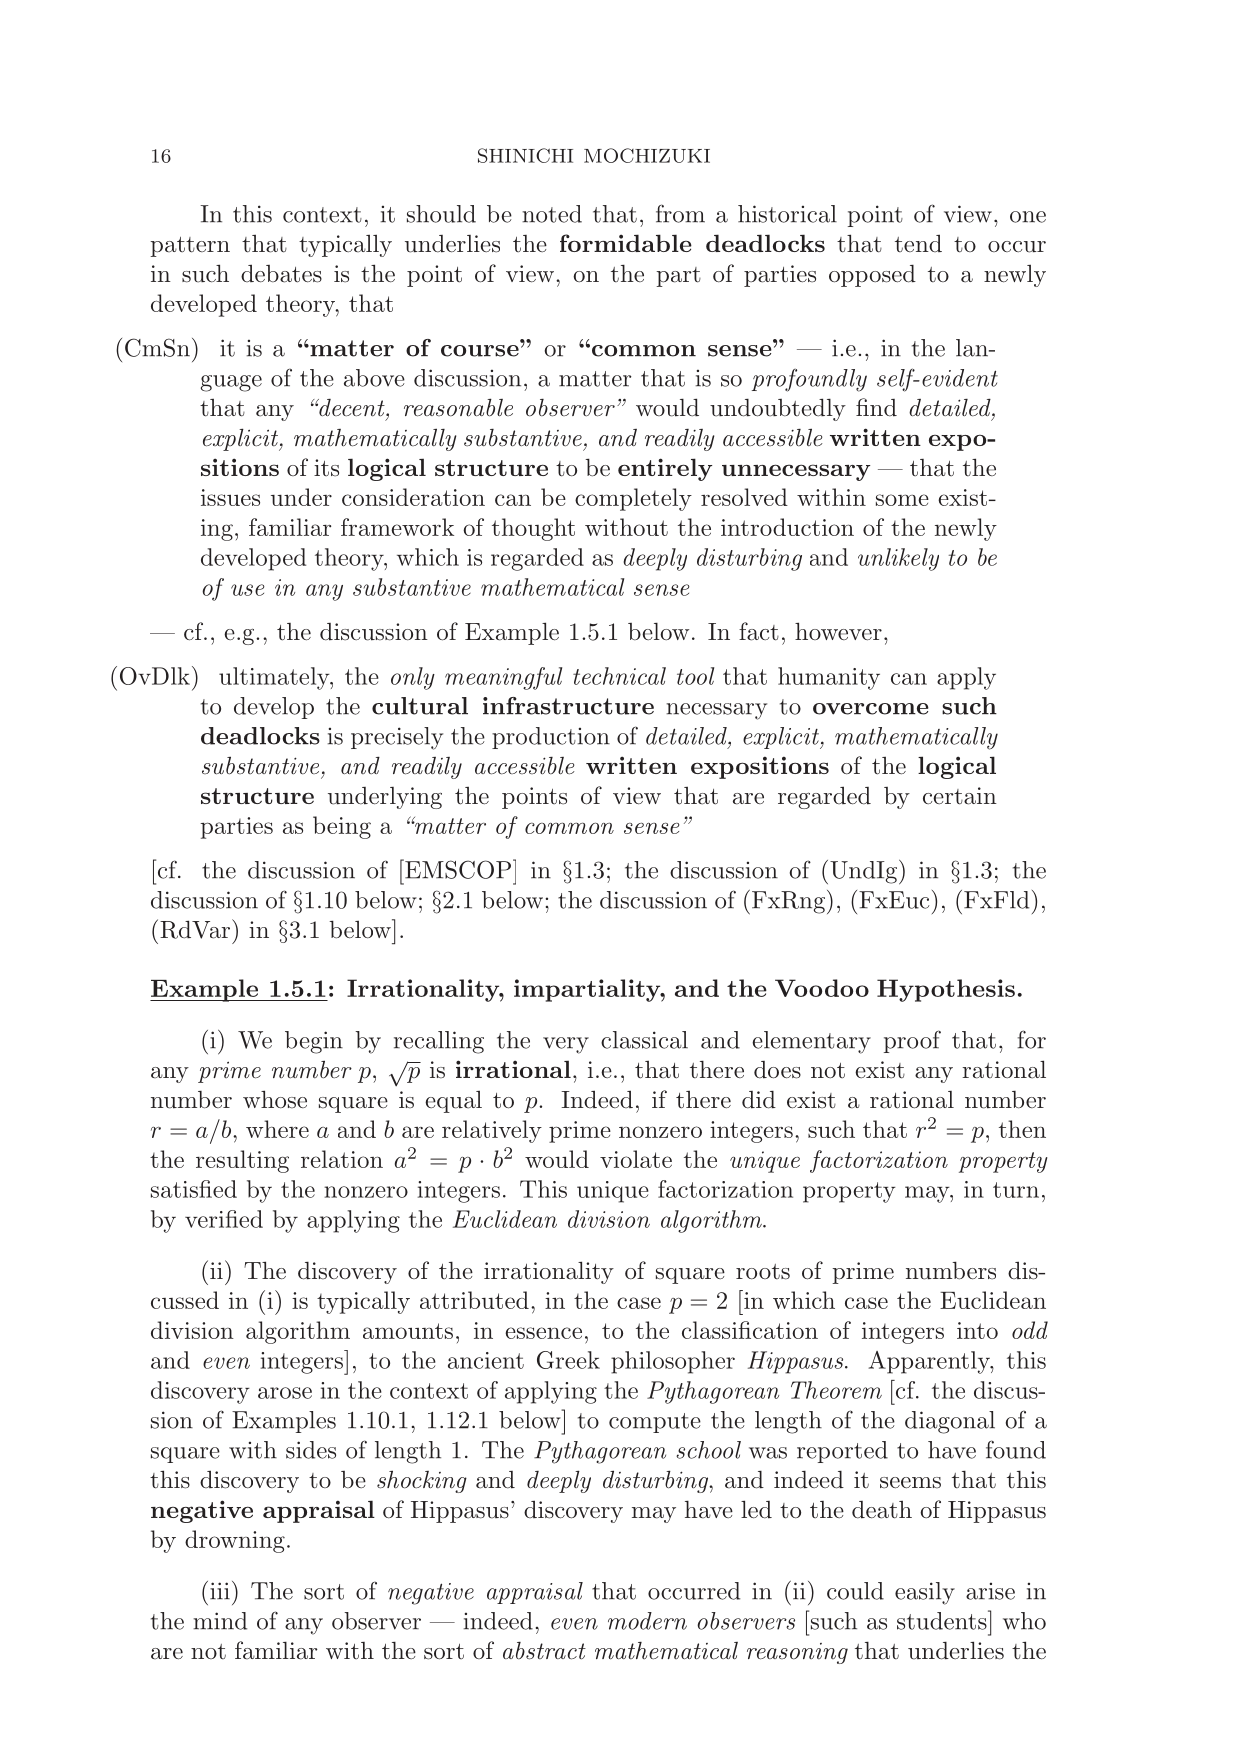 16 SHINICHI MOCHIZUKI
In this context, it should be noted that, from a historical point of view, one
pattern that typically underlies the formidable deadlocks that tend to occur
in such debates is the point of view, on the part of parties opposed to a newly
developed theory, that
(CmSn) it is a “matter of course” or “common sense” — i.e., in the lan-
guage of the above discussion, a matter that is so profoundly self-evident
that any “decent, reasonable observer” would undoubtedly find detailed,
explicit, mathematically substantive, and readily accessible written expo-
sitions of its logical structure to be entirely unnecessary — that the
issues under consideration can be completely resolved within some exist-
ing, familiar framework of thought without the introduction of the newly
developed theory, which is regarded as deeply disturbing and unlikely to be
of use in any substantive mathematical sense
— cf., e.g., the discussion of Example 1.5.1 below. In fact, however,
(OvDlk) ultimately, the only meaningful technical tool that humanity can apply
to develop the cultural infrastructure necessary to overcome such
deadlocks is precisely the production of detailed, explicit, mathematically
substantive, and readily accessible written expositions of the logical
structure underlying the points of view that are regarded by certain
parties as being a “matter of common sense”
[cf. the discussion of [EMSCOP] in §1.3; the discussion of (UndIg) in §1.3; the
discussion of §1.10 below; §2.1 below; the discussion of (FxRng), (FxEuc), (FxFld),
(RdVar) in §3.1 below].
Example 1.5.1: Irrationality, impartiality, and the Voodoo Hypothesis.
(i) We begin by recalling the very classical and elementary proof that, for
any prime number p, √p is irrational, i.e., that there does not exist any rational
number whose square is equal to p. Indeed, if there did exist a rational number
r = a/b, where a and b are relatively prime nonzero integers, such that r² = p, then
the resulting relation a² = p · b² would violate the unique factorization property
satisfied by the nonzero integers. This unique factorization property may, in turn,
by verified by applying the Euclidean division algorithm.
(ii) The discovery of the irrationality of square roots of prime numbers dis-
cussed in (i) is typically attributed, in the case p = 2 [in which case the Euclidean
division algorithm amounts, in essence, to the classification of integers into odd
and even integers], to the ancient Greek philosopher Hippasus. Apparently, this
discovery arose in the context of applying the Pythagorean Theorem [cf. the discus-
sion of Examples 1.10.1, 1.12.1 below] to compute the length of the diagonal of a
square with sides of length 1. The Pythagorean school was reported to have found
this discovery to be shocking and deeply disturbing, and indeed it seems that this
negative appraisal of Hippasus’ discovery may have led to the death of Hippasus
by drowning.
(iii) The sort of negative appraisal that occurred in (ii) could easily arise in
the mind of any observer — indeed, even modern observers [such as students] who
are not familiar with the sort of abstract mathematical reasoning that underlies the